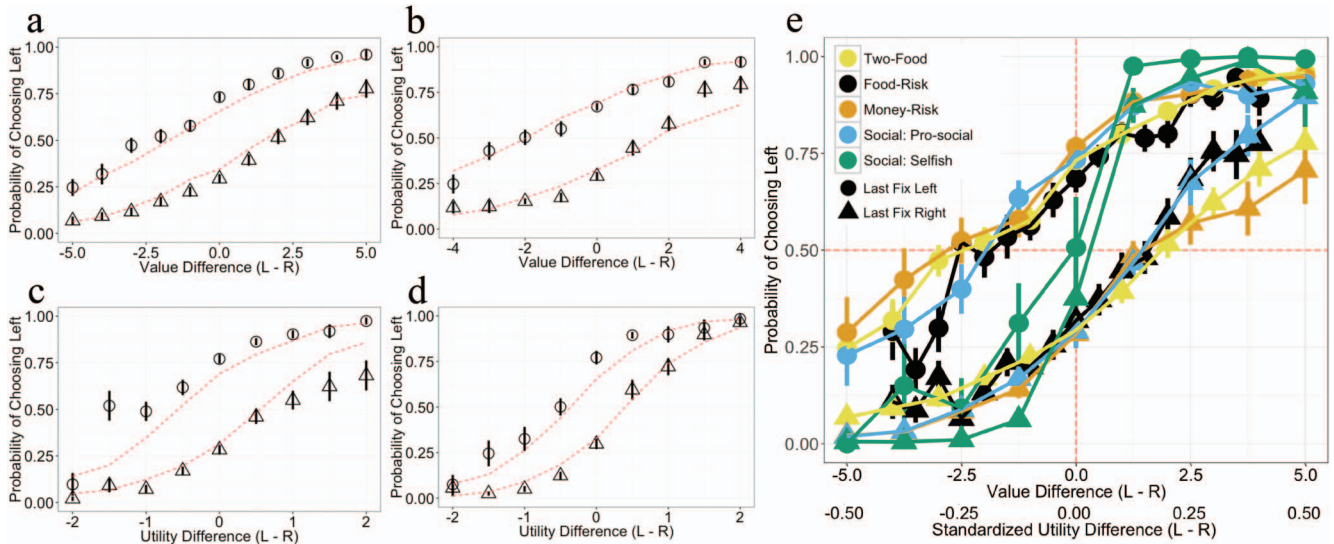 a
Probability of Choosing Left
1.00
0.75
0.50
0.25
0.00
-5.0 -2.5 0.0 2.5 5.0
Value Difference (L - R)
b
Probability of Choosing Left
1.00
0.75
0.50
0.25
0.00
-4 -2 0 2 4
Value Difference (L - R)
c
Probability of Choosing Left
1.00
0.75
0.50
0.25
0.00
-2 -1 0 1 2
Utility Difference (L - R)
d
Probability of Choosing Left
1.00
0.75
0.50
0.25
0.00
-2 -1 0 1 2
Utility Difference (L - R)
e
Probability of Choosing Left
1.00
0.75
0.50
0.25
0.00
Two-Food
Food-Risk
Money-Risk
Social: Pro-social
Social: Selfish
Last Fix Left
Last Fix Right
-5.0 -2.5 0.0 2.5 5.0
Value Difference (L - R)
-0.50 -0.25 0.00 0.25 0.50
Standardized Utility Difference (L - R)